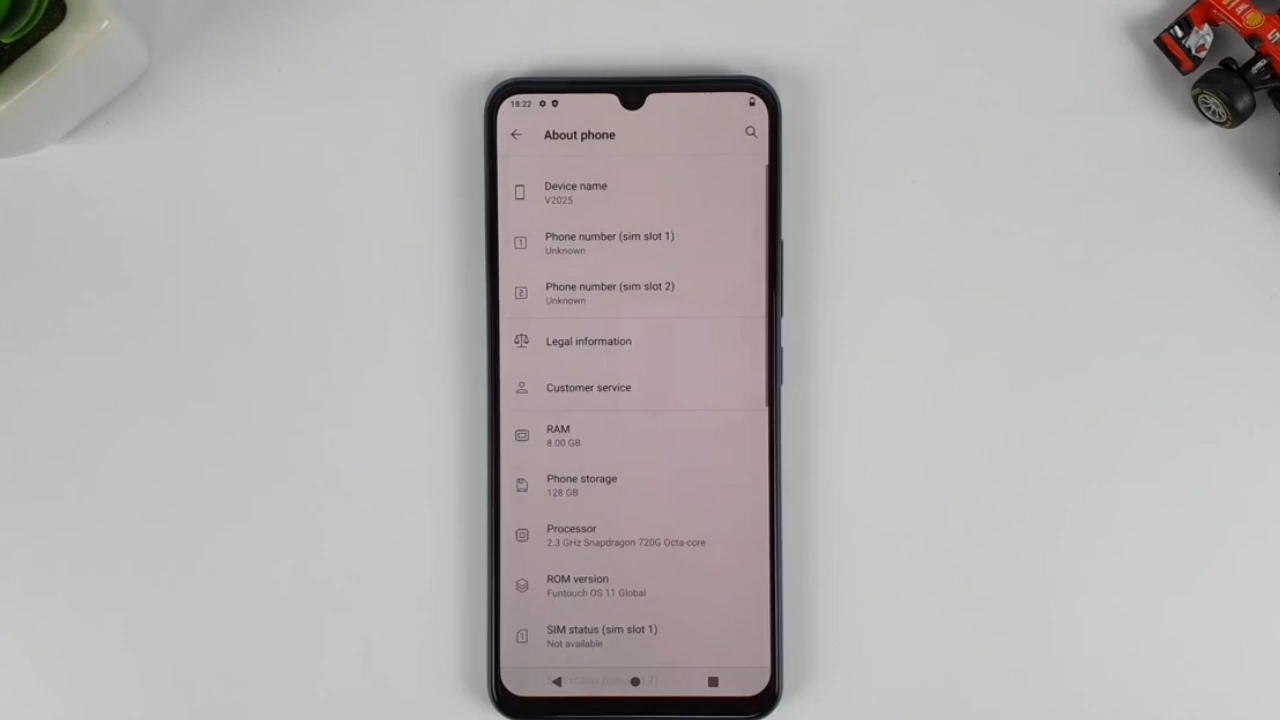 18:22
About phone
Device name
V2025
Phone number (sim slot 1)
Unknown
Phone number (sim slot 2)
Unknown
Legal information
Customer service
RAM
8.00 GB
Phone storage
128 GB
Processor
2.3 GHz Snapdragon 720G Octa-core
ROM version
Funtouch OS 11 Global
SIM status (sim slot 1)
Not available